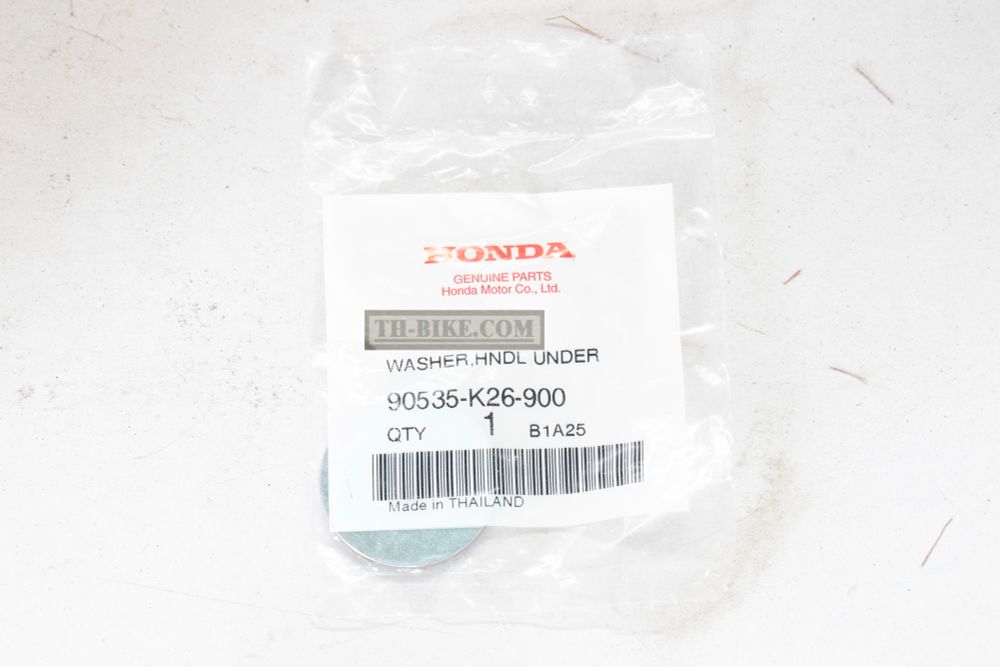 HONDA
GENUINE PARTS
Honda Motor Co., Ltd.
TH-BIKE.COM
WASHER,HNDL UNDER
90535-K26-900
QTY 1 B1A25
Made in THAILAND